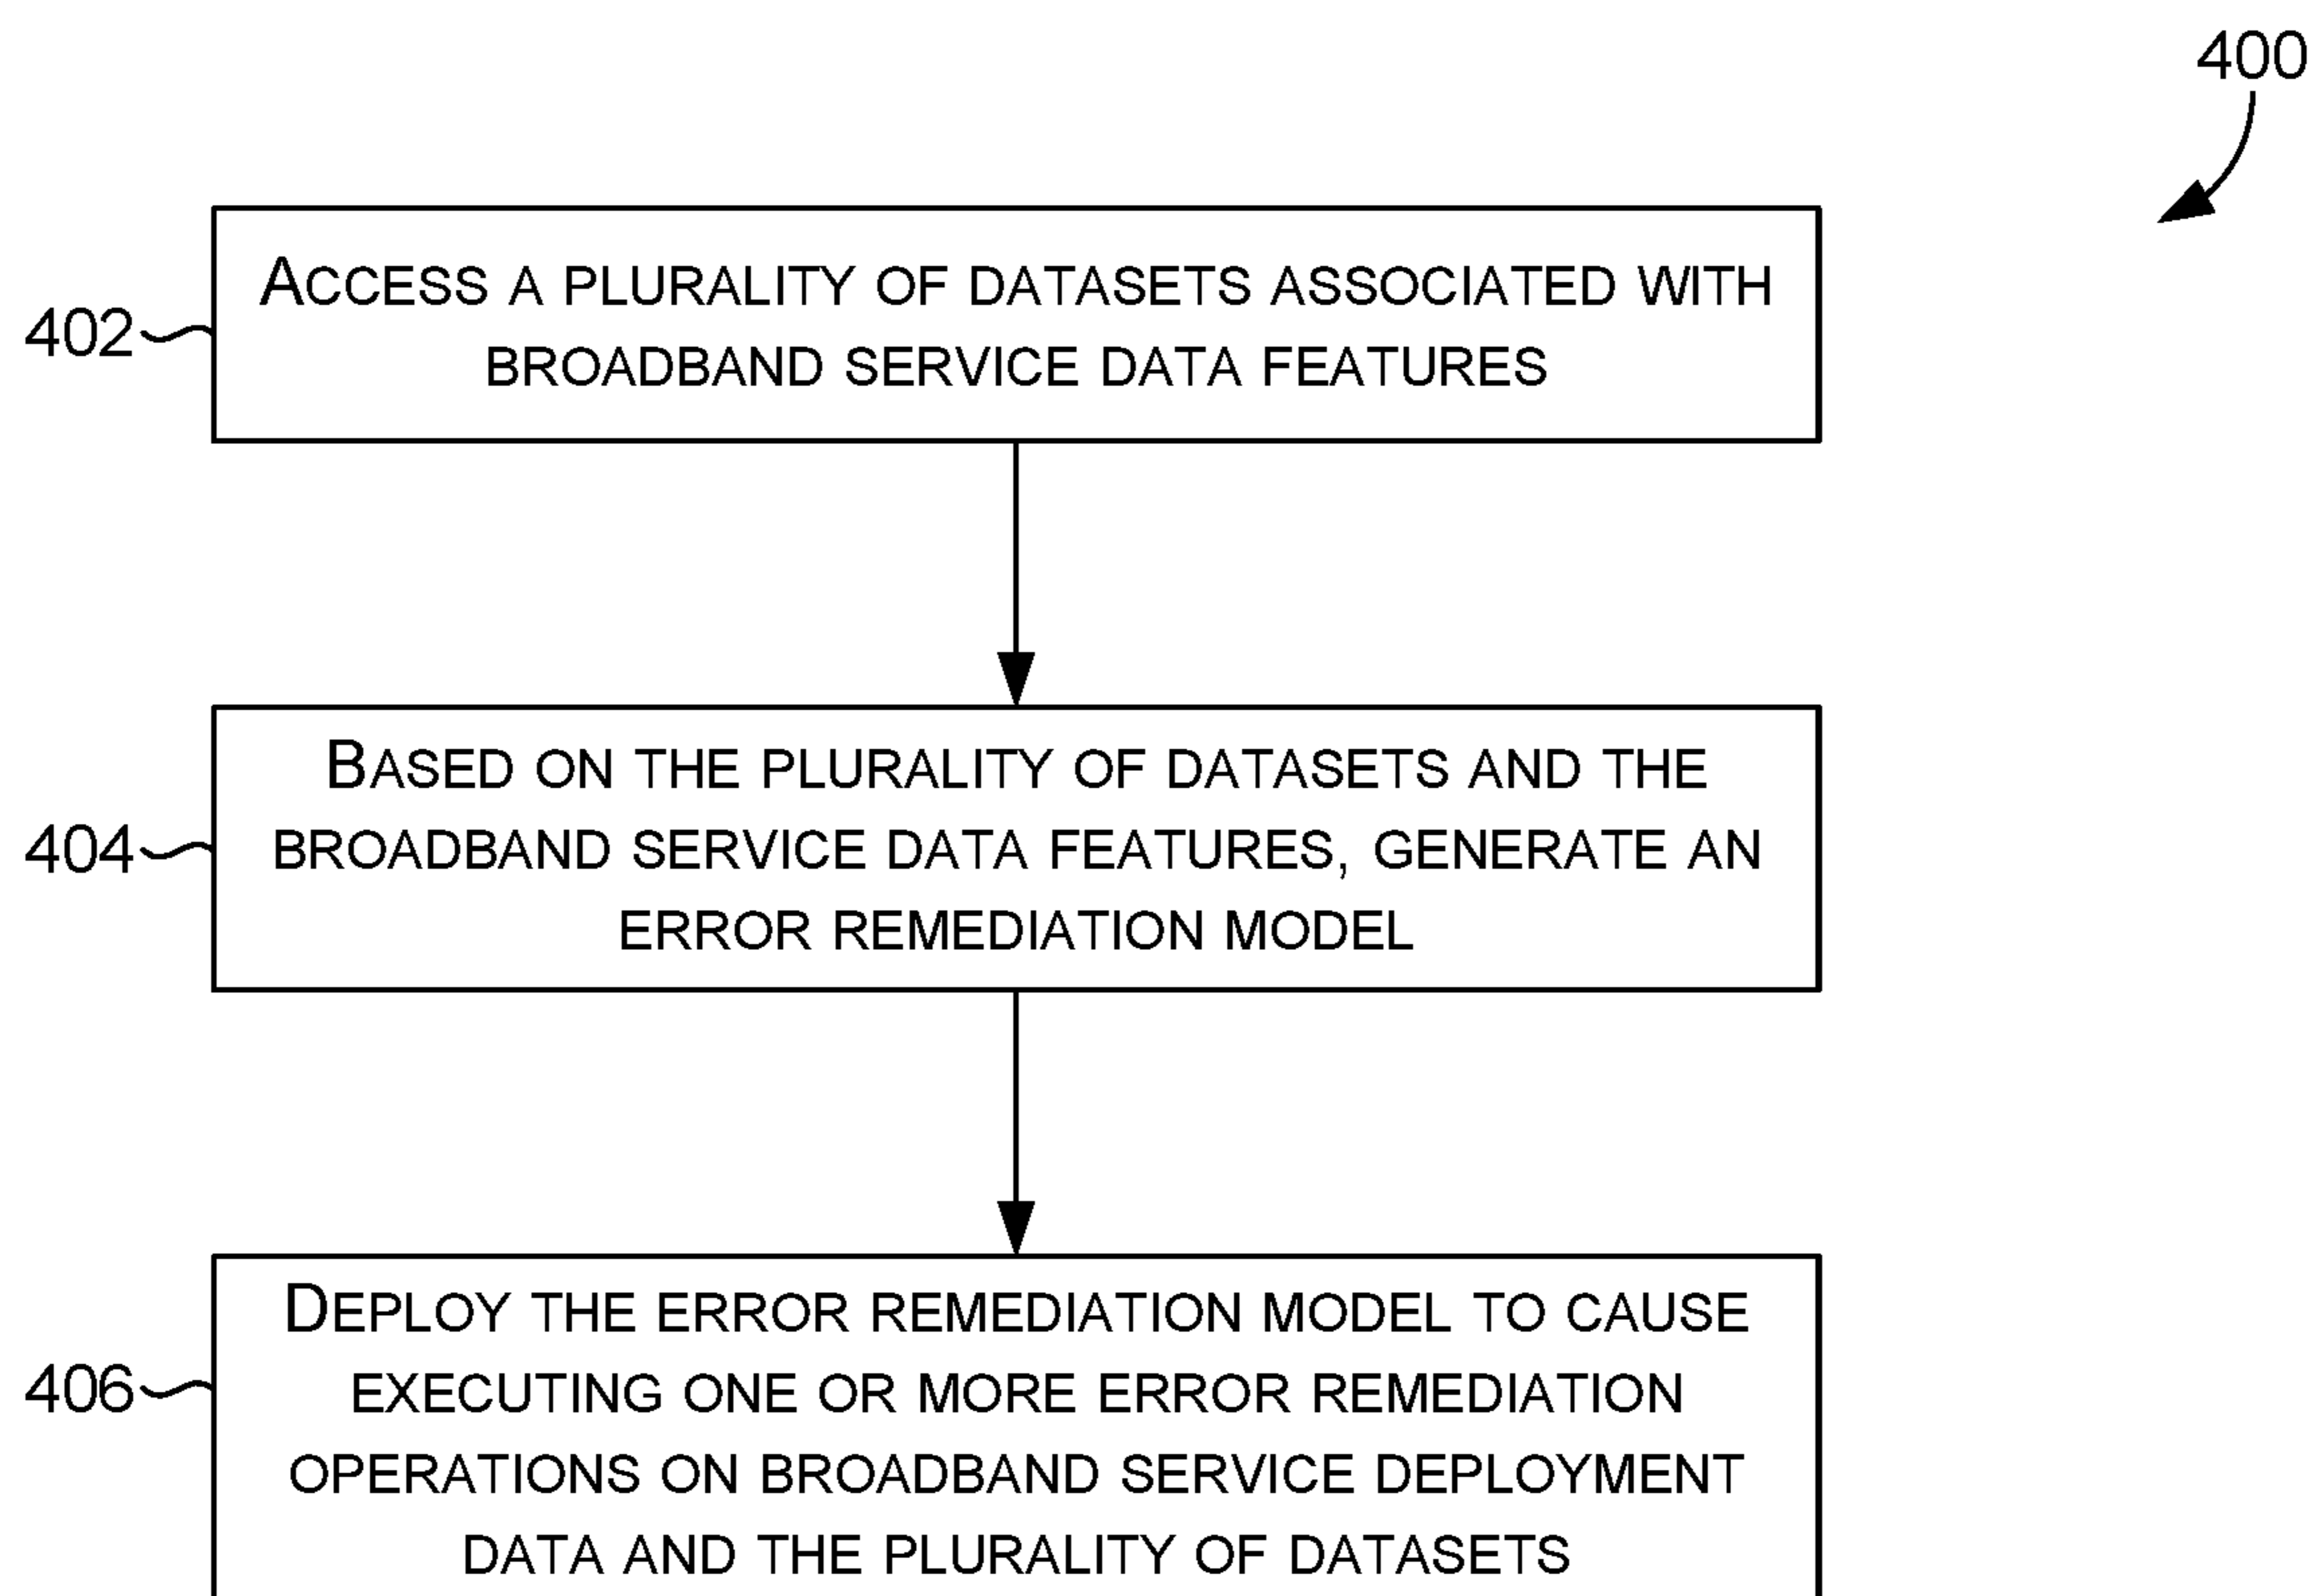 400
402
ACCESS A PLURALITY OF DATASETS ASSOCIATED WITH
BROADBAND SERVICE DATA FEATURES
404
BASED ON THE PLURALITY OF DATASETS AND THE
BROADBAND SERVICE DATA FEATURES, GENERATE AN
ERROR REMEDIATION MODEL
406
DEPLOY THE ERROR REMEDIATION MODEL TO CAUSE
EXECUTING ONE OR MORE ERROR REMEDIATION
OPERATIONS ON BROADBAND SERVICE DEPLOYMENT
DATA AND THE PLURALITY OF DATASETS